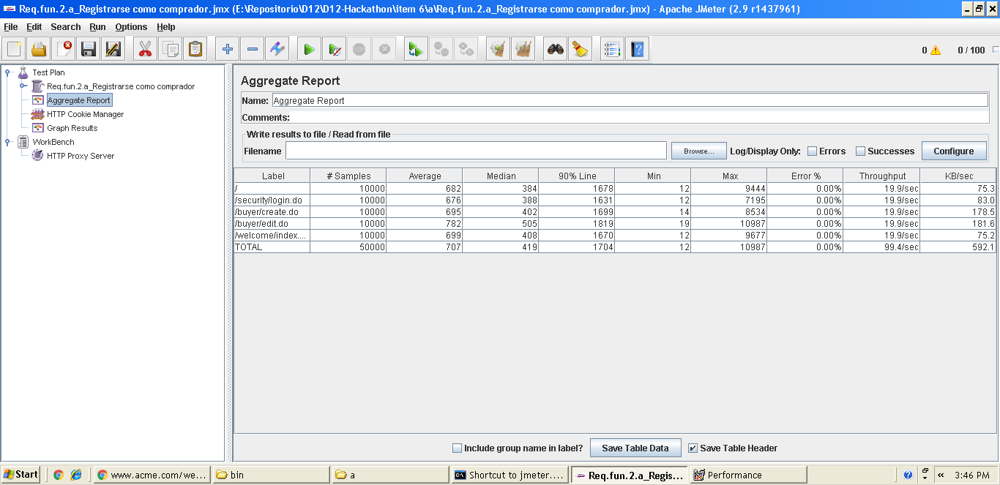 Req.fun.2.a_Registrarse como comprador.jmx (E:\Repositorio\D12\D12-Hackathon\item 6\a\Req.fun.2.a_Registrarse como comprador.jmx) - Apache JMeter (2.9 r1437961)
File Edit Search Run Options Help
0 0 / 100
Test Plan
Req.fun.2.a_Registrarse como comprador
Aggregate Report
HTTP Cookie Manager
Graph Results
WorkBench
HTTP Proxy Server
Aggregate Report
Name: Aggregate Report
Comments:
Write results to file / Read from file
Filename Browse... Log/Display Only: Errors Successes Configure
Label # Samples Average Median 90% Line Min Max Error % Throughput KB/sec
/ 10000 682 384 1678 12 9444 0.00% 19.9/sec 75.3
/security/login.do 10000 676 388 1631 12 7195 0.00% 19.9/sec 83.0
/buyer/create.do 10000 695 402 1699 14 8534 0.00% 19.9/sec 178.5
/buyer/edit.do 10000 782 505 1819 19 10987 0.00% 19.9/sec 181.6
/welcome/index.... 10000 699 408 1670 12 9677 0.00% 19.9/sec 75.2
TOTAL 50000 707 419 1704 12 10987 0.00% 99.4/sec 592.1
Include group name in label? Save Table Data Save Table Header
Start www.acme.com/we... bin a Shortcut to jmeter.... Req.fun.2.a_Regis... Performance « 3:46 PM